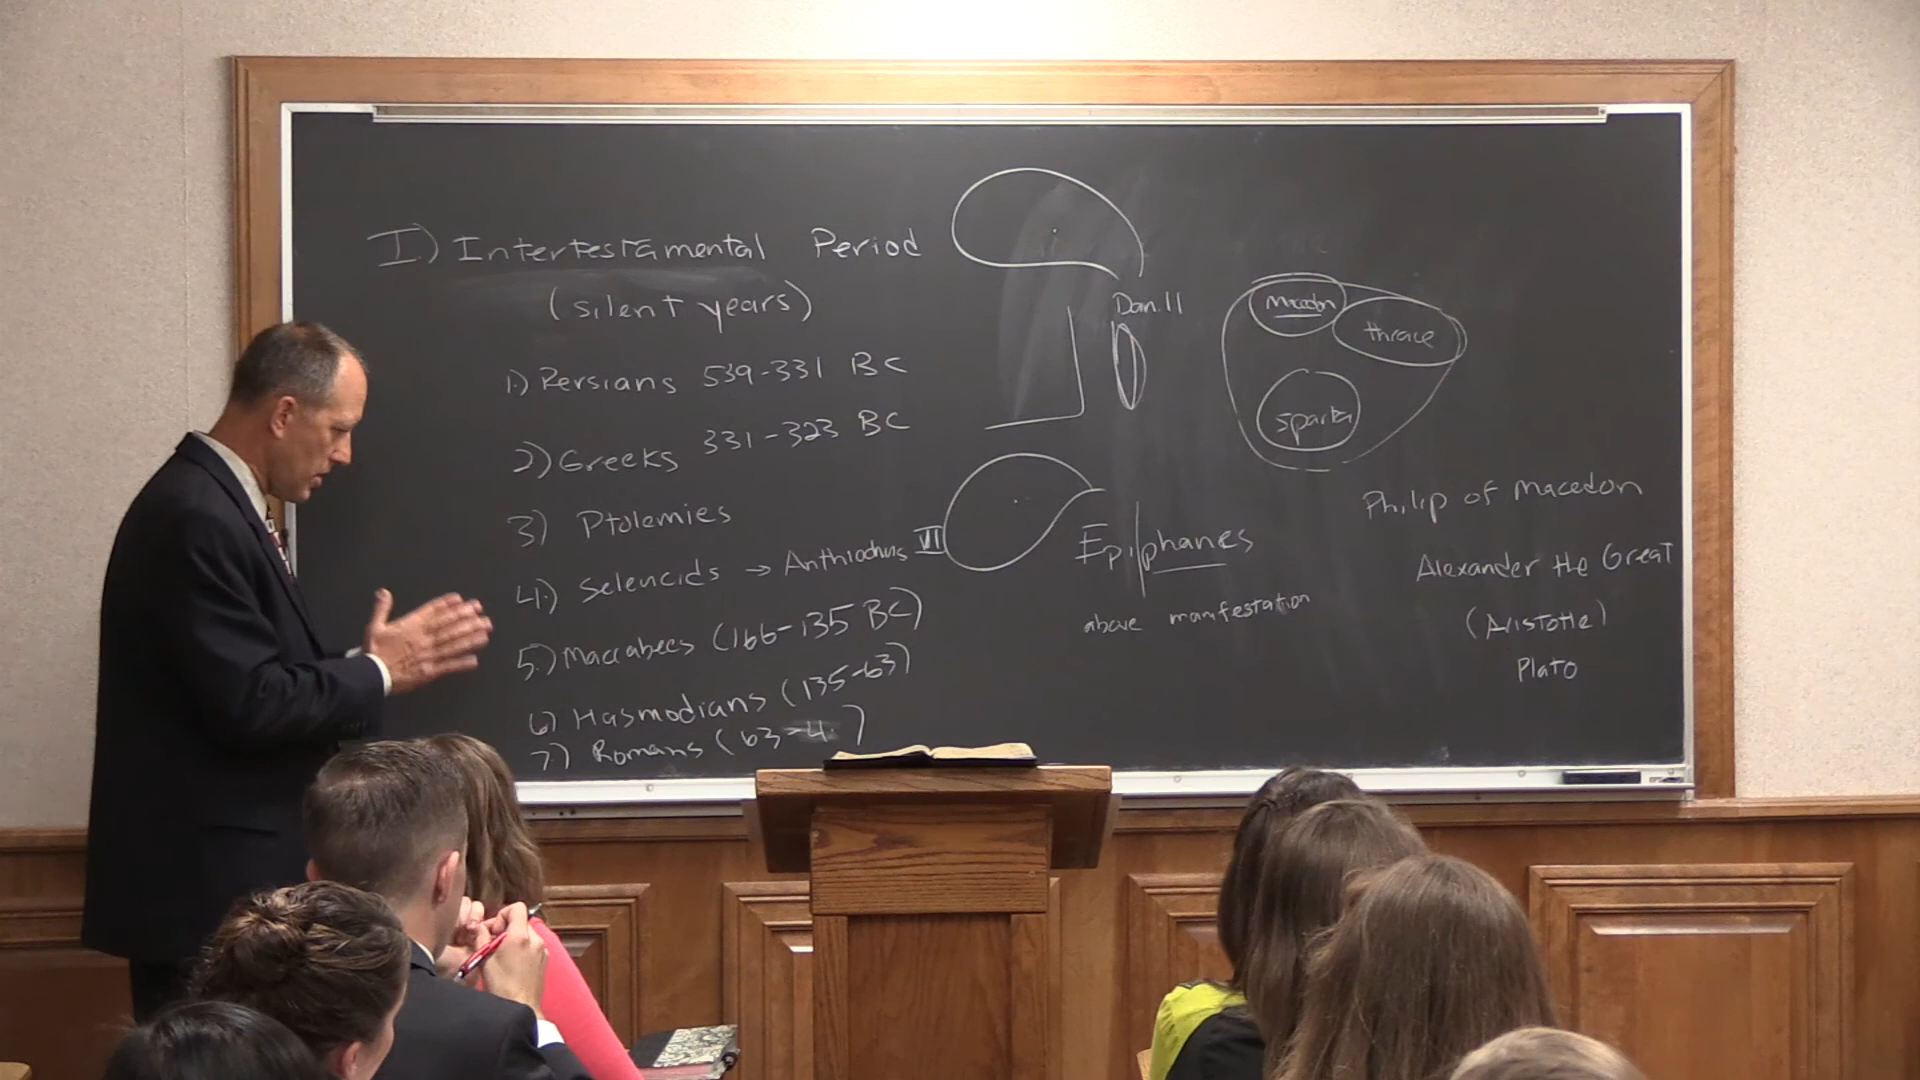 I.) Intertestamental Period
(silent years)
1.) Persians 539-331 BC
2) Greeks 331-323 BC
3) Ptolemies
4.) Seleucids → Anthiochus VI
5.) Maccabees (166-135 BC)
6) Hasmodians (135-63)
7.) Romans (63-4 )
Dan. 11
Macedon
thrace
sparta
Epiphanes
above manifestation
Philip of Macedon
Alexander the Great
(Aristotle)
Plato